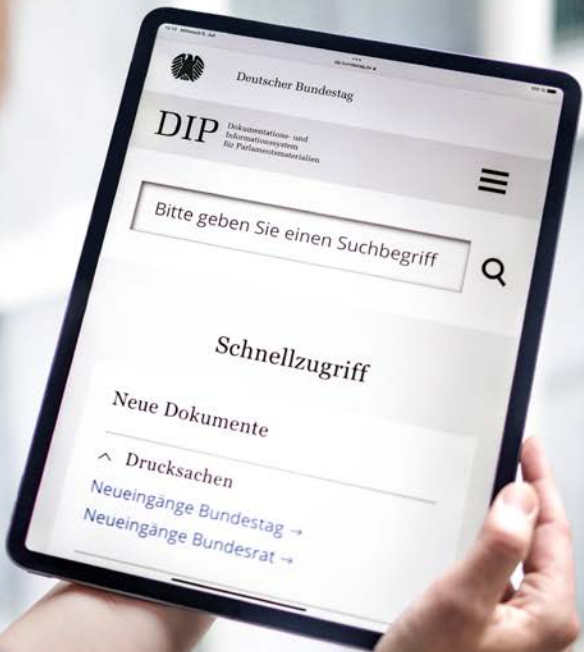 Deutscher Bundestag
DIP
Dokumentations- und
Informationssystem
für Parlamentsmaterialien
Bitte geben Sie einen Suchbegriff
Schnellzugriff
Neue Dokumente
Drucksachen
Neueingänge Bundestag →
Neueingänge Bundesrat →